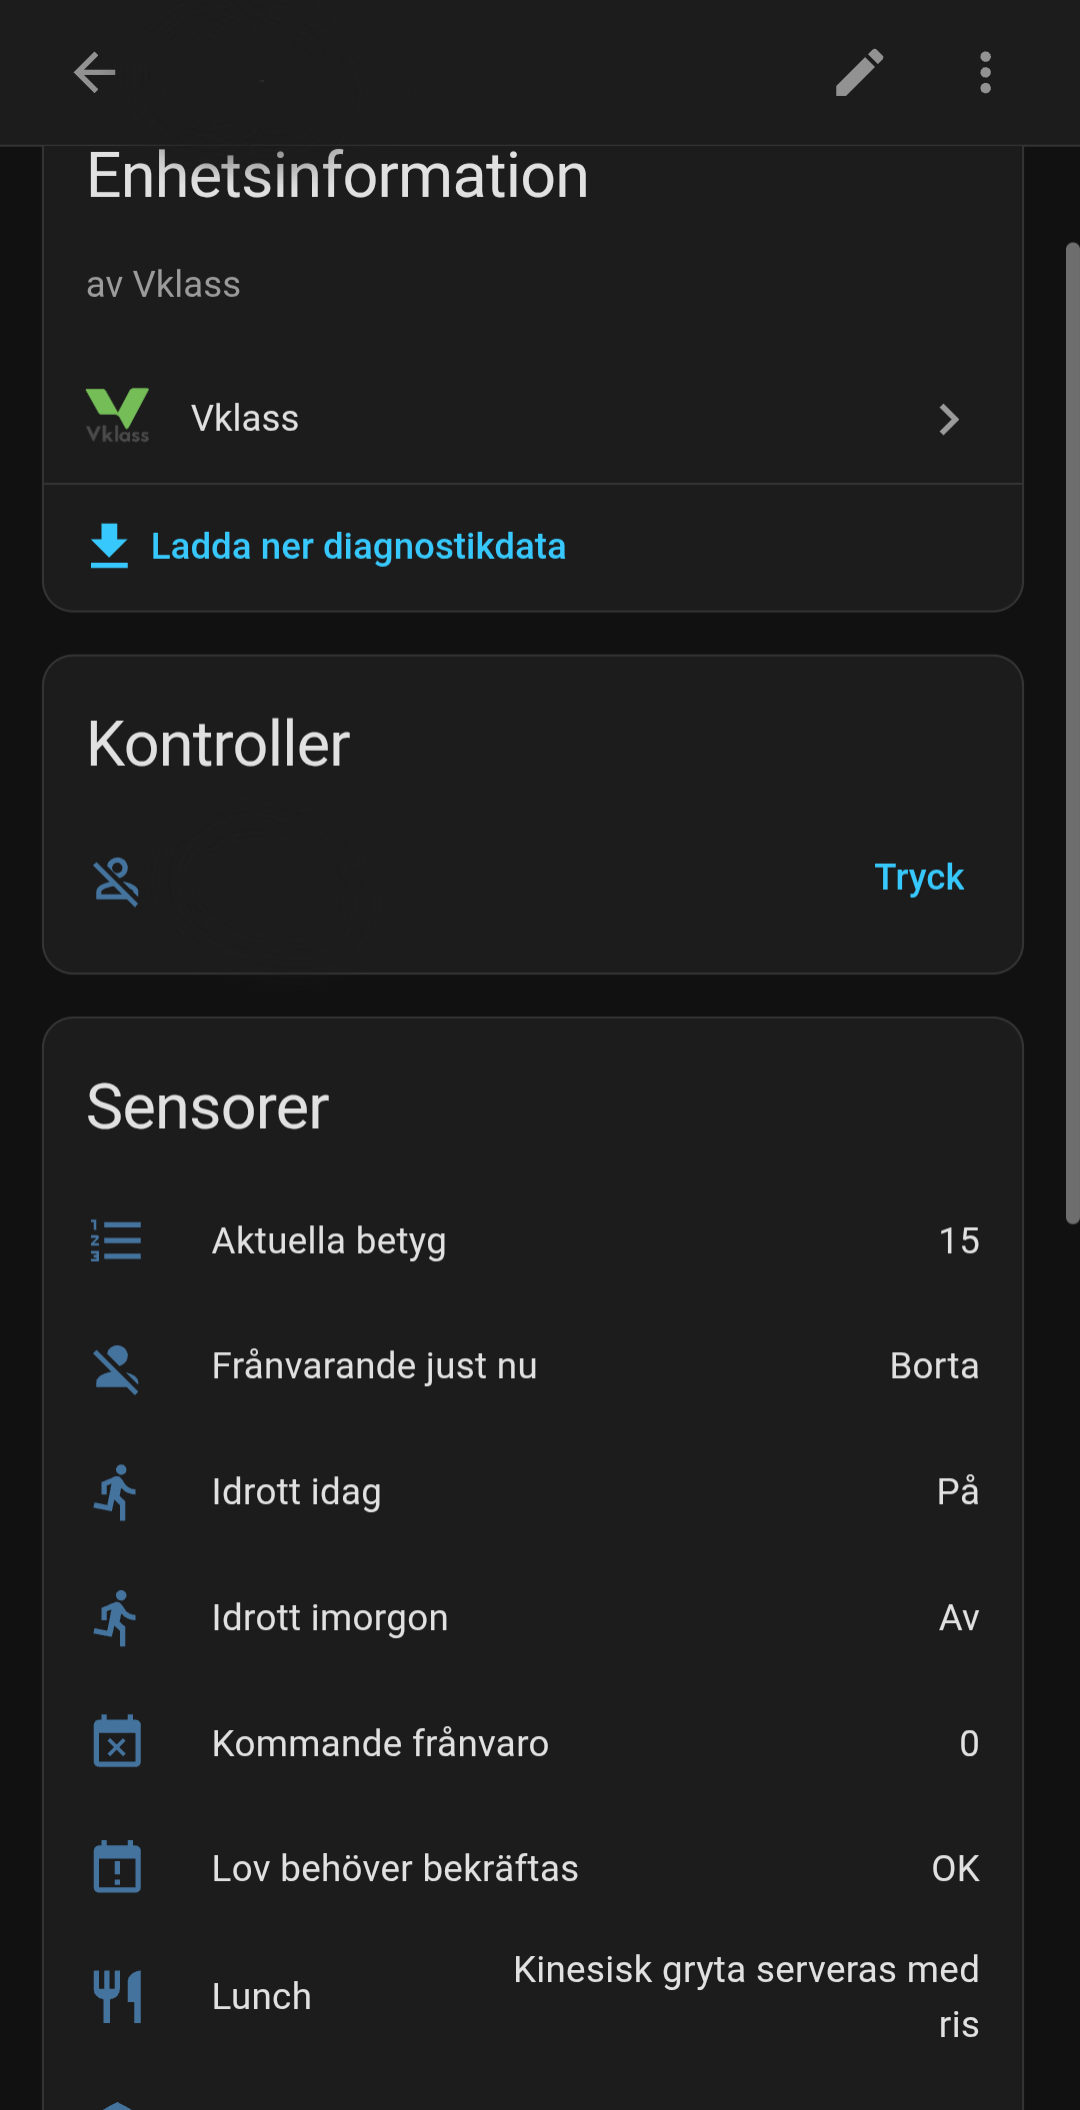 Enhetsinformation
av Vklass
Vklass
Vklass
Ladda ner diagnostikdata
Kontroller
Tryck
Sensorer
Aktuella betyg 15
Frånvarande just nu Borta
Idrott idag På
Idrott imorgon Av
Kommande frånvaro 0
Lov behöver bekräftas OK
Lunch Kinesisk gryta serveras med
ris